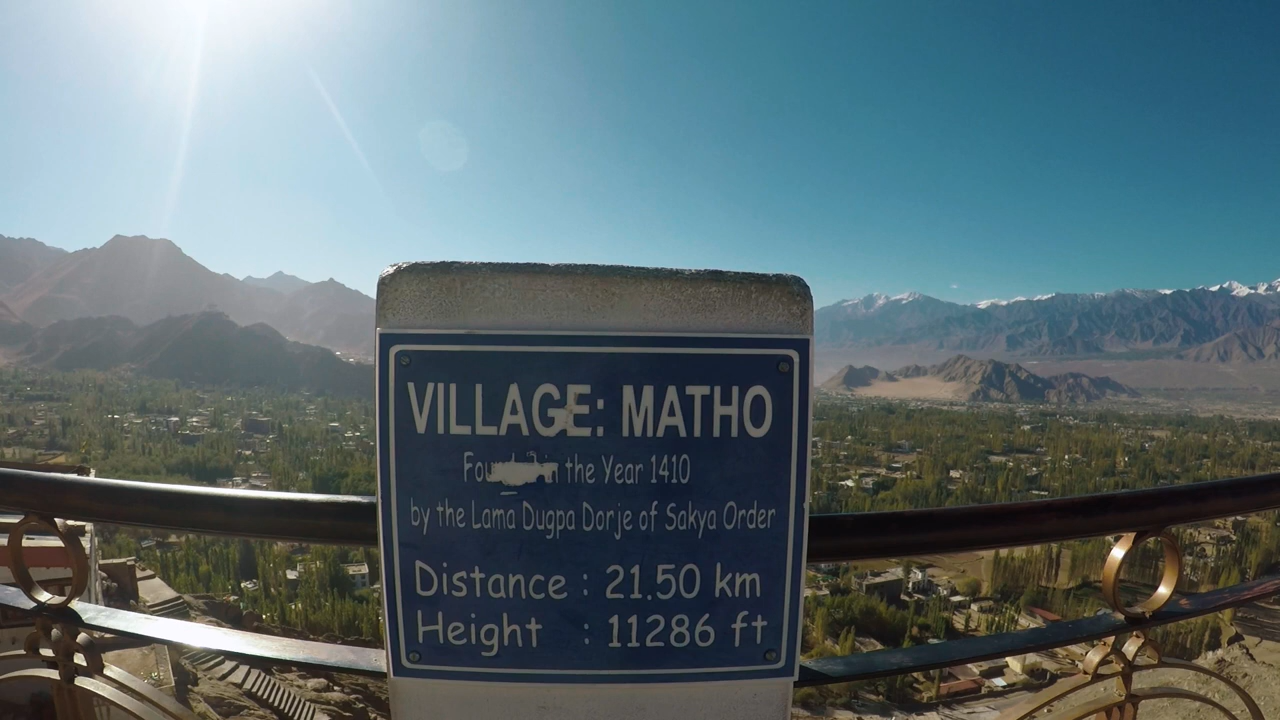 VILLAGE: MATHO
in the Year 1410
by the Lama Dugpa Dorje of Sakya Order
Distance : 21.50 km
Height : 11286 ft